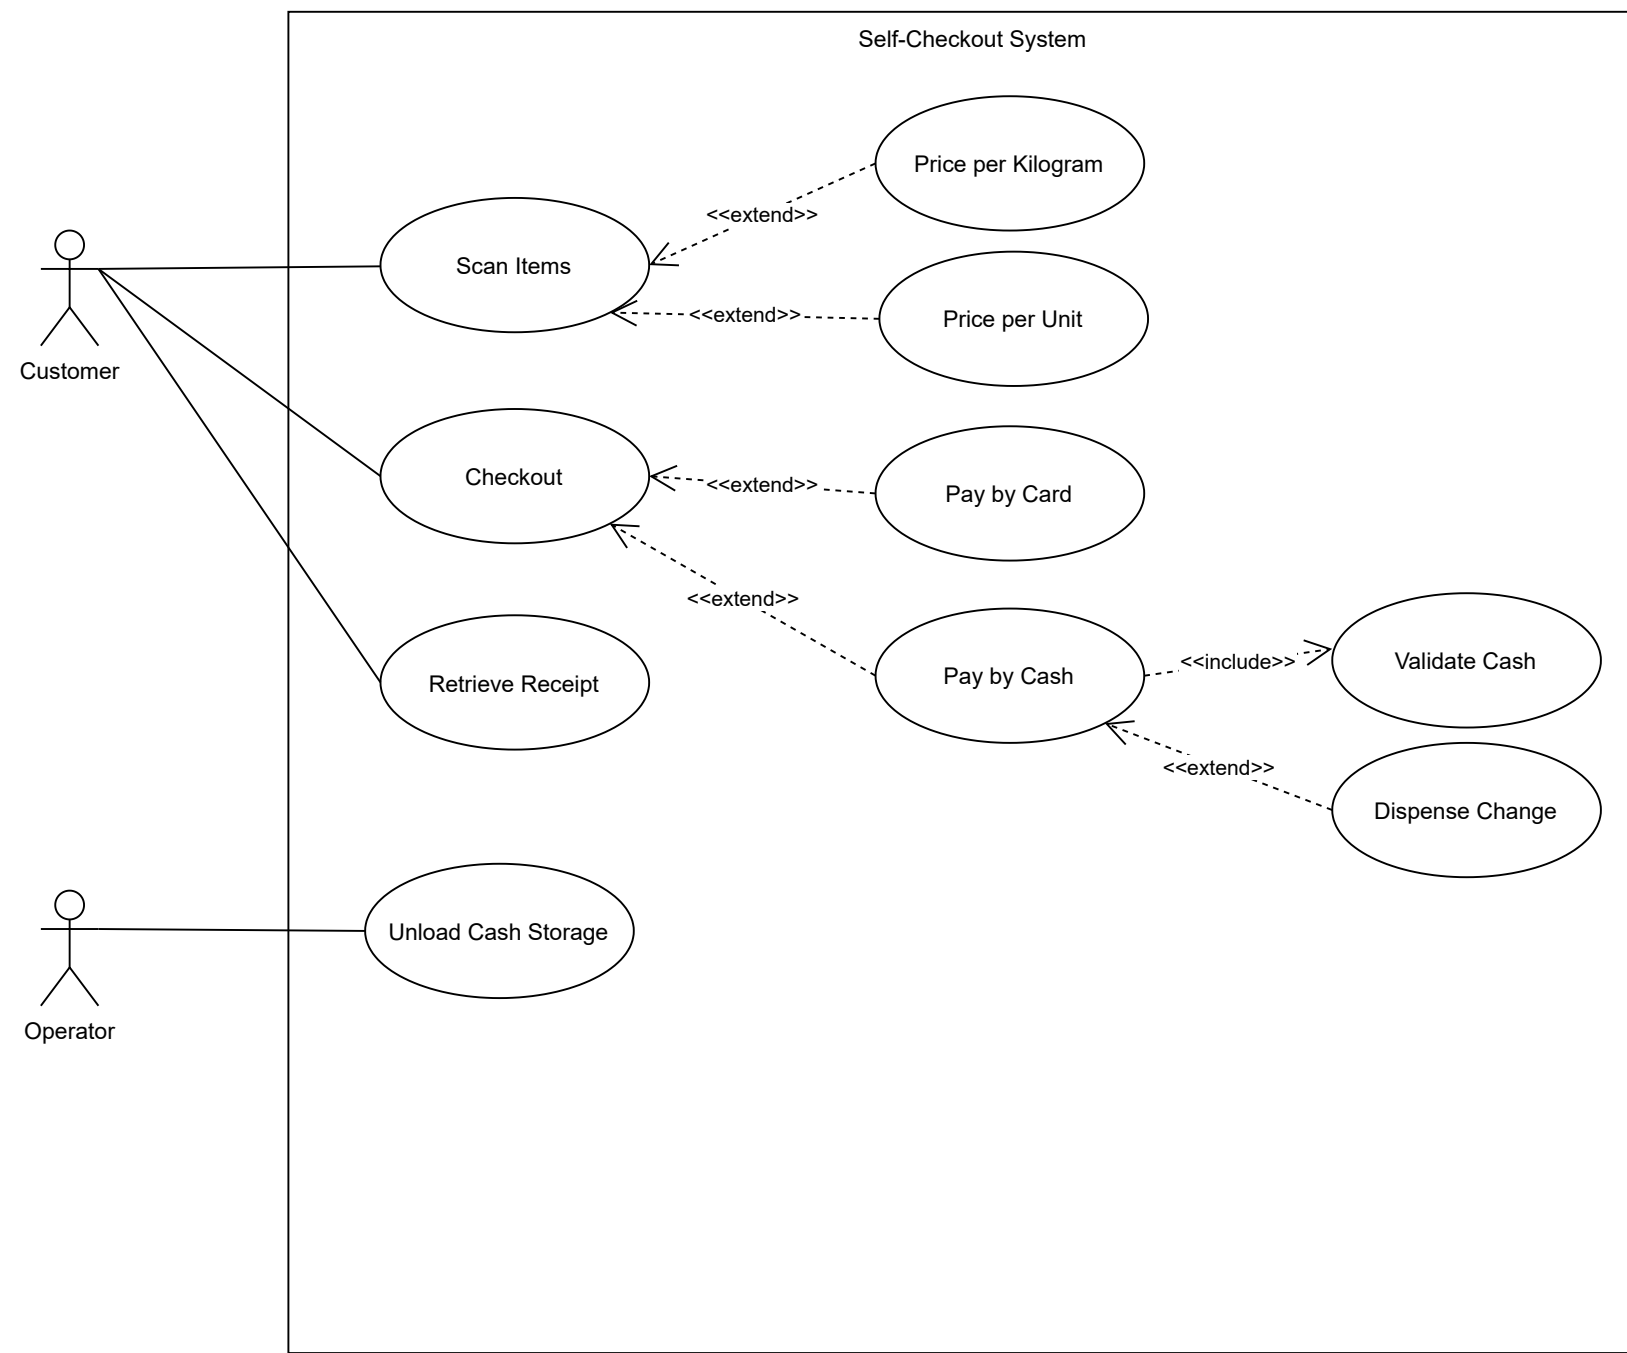 Self-Checkout System
Price per Kilogram
<<extend>>
Scan Items
Price per Unit
<<extend>>
Customer
Checkout
<<extend>>
Pay by Card
<<extend>>
Retrieve Receipt
Pay by Cash
<<include>>
Validate Cash
<<extend>>
Dispense Change
Unload Cash Storage
Operator